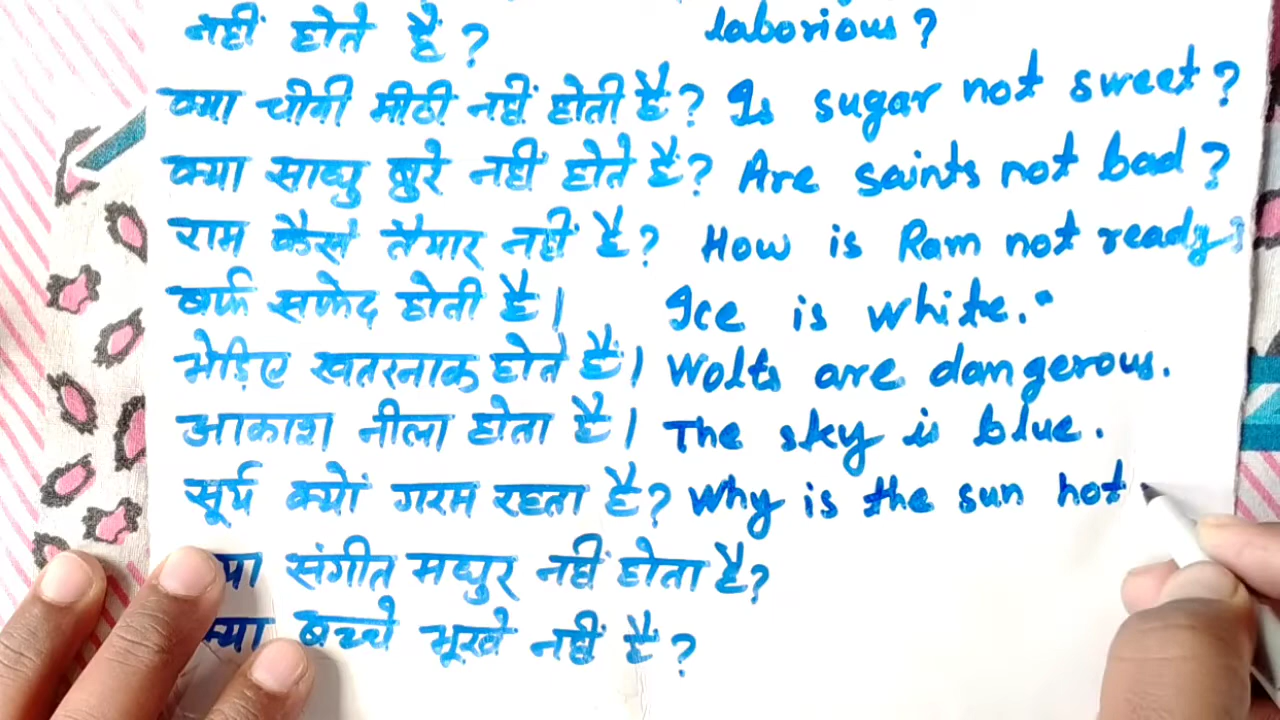 नहीं होते हैं? laborious?
क्या चीनी मीठी नहीं होती है? Is sugar not sweet?
क्या साधु बुरे नहीं होते हैं? Are saints not bad?
राम कैसे तैयार नहीं है? How is Ram not ready?
बर्फ सफेद होती है। Ice is white.
भेड़िए खतरनाक होते हैं। Wolts are dangerous.
आकाश नीला होता है। The sky is blue.
सूर्य क्यों गरम रहता है? Why is the sun hot
संगीत मधुर नहीं होता है?
बच्चे भूखे नहीं हैं?